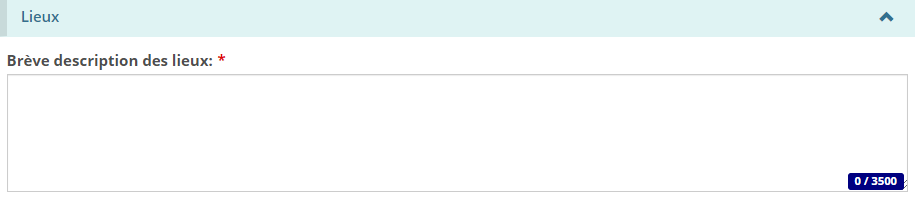 Lieux
Brève description des lieux: *
0 / 3500